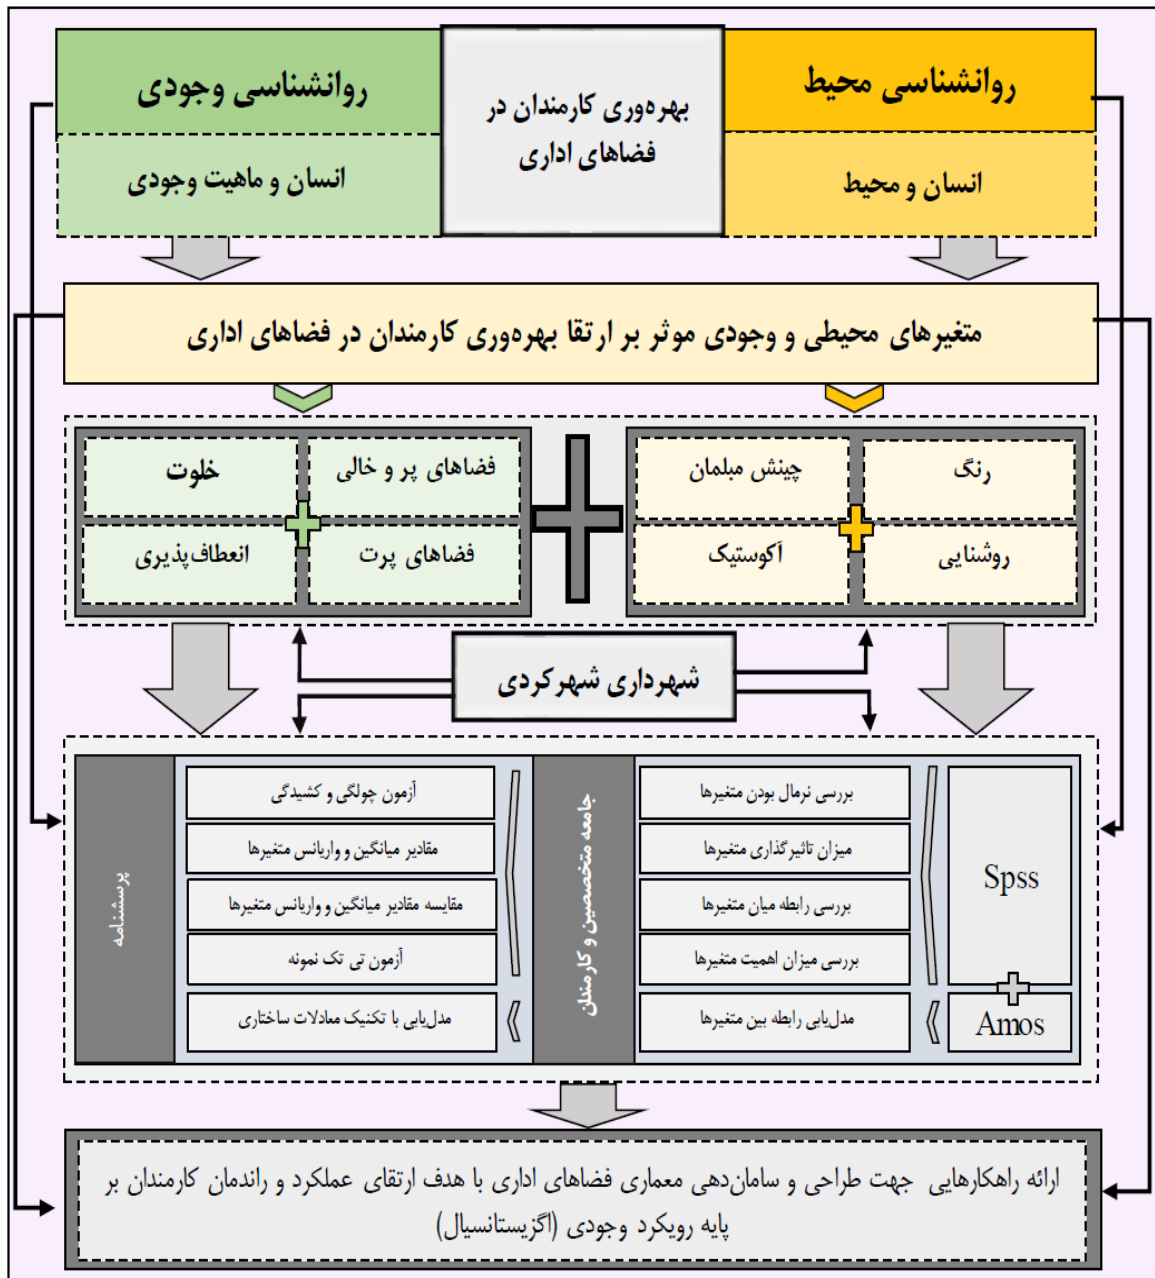 روانشناسی محیط
بهره‌وری کارمندان در
فضاهای اداری
روانشناسی وجودی
انسان و محیط
انسان و ماهیت وجودی
متغیرهای محیطی و وجودی موثر بر ارتقا بهره‌وری کارمندان در فضاهای اداری
رنگ
چینش مبلمان
روشنایی
آکوستیک
فضاهای پر و خالی
خلوت
فضاهای پرت
انعطاف‌پذیری
شهرداری شهرکردی
Spss
Amos
بررسی نرمال بودن متغیرها
میزان تاثیرگذاری متغیرها
بررسی رابطه میان متغیرها
بررسی میزان اهمیت متغیرها
مدل‌یابی رابطه بین متغیرها
جامعه متخصصین و کارمندان
آزمون چولگی و کشیدگی
مقادیر میانگین و واریانس متغیرها
مقایسه مقادیر میانگین و واریانس متغیرها
آزمون تی تک نمونه
مدل‌یابی با تکنیک معادلات ساختاری
پرسشنامه
ارائه راهکارهایی جهت طراحی و سامان‌دهی معماری فضاهای اداری با هدف ارتقای عملکرد و راندمان کارمندان بر
پایه رویکرد وجودی (اگزیستانسیال)